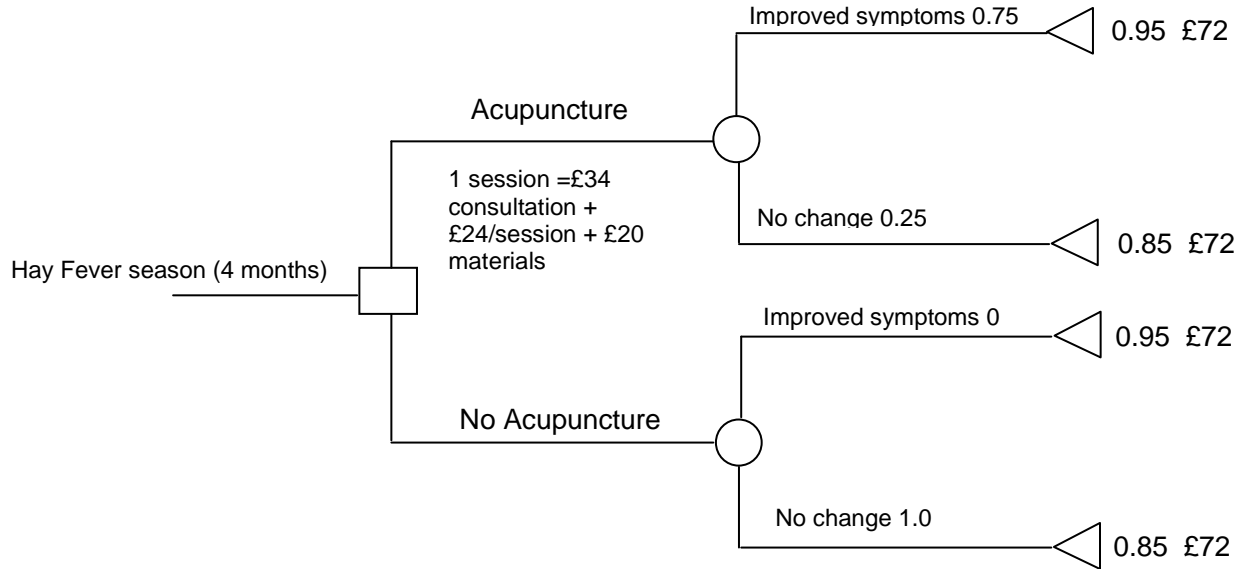 Improved symptoms 0.75
0.95 £72
Acupuncture
1 session =£34
consultation +
£24/session + £20
materials
No change 0.25
0.85 £72
Hay Fever season (4 months)
Improved symptoms 0
0.95 £72
No Acupuncture
No change 1.0
0.85 £72